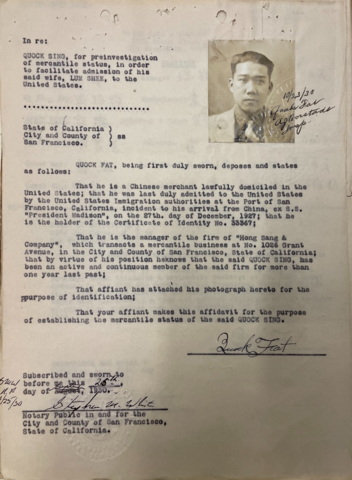 In re:
QUOCK SING, for preinvestigation
of mercantile status, in order
to facilitate admission of his
said wife, LUM SHEE, to the
United States.
State of California )
City and County of ) ss
San Francisco. )
QUOCK FAT, being first duly sworn, deposes and states
as follows:
That he is a Chinese merchant lawfully domiciled in the
United States; that he was last duly admitted to the United States
by the United States Immigration authorities at the Port of San
Francisco, California, incident to his arrival from China, ex S.S.
"President Madison", on the 27th. day of December, 1927; that he
is the holder of the Certificate of Identity No. 33367;
That he is the manager of the firm of "Hong Sang &
Company", which transacts a mercantile business at No. 1026 Grant
Avenue, in the City and County of San Francisco, State of California;
that by virtue of his position heknows that the said QUOCK SING, has
been an active and continuous member of the said firm for more than
one year last past;
That affiant has attached his photograph hereto for the
ppurpose of identification;
That your affiant makes this affidavit for the purpose
of establishing the mercantile status of the said QUOCK SING.
Quock Fat
Subscribed and sworn to
before me this 25th
day of 1930.
Stephen M. White
Notary Public in and for the
City and County of San Francisco,
State of California.